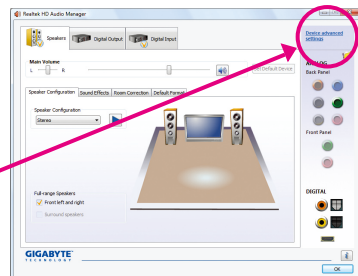 Realtek HD Audio Manager
Speakers
Digital Output
Digital Input
Device advanced
settings
Main Volume
L
R
Set Default Device
ANALOG
Back Panel
Speaker Configuration
Sound Effects
Room Correction
Default Format
Speaker Configuration
Stereo
Front Panel
Full-range Speakers
Front left and right
Surround speakers
DIGITAL
GIGABYTE
TECHNOLOGY
i
OK